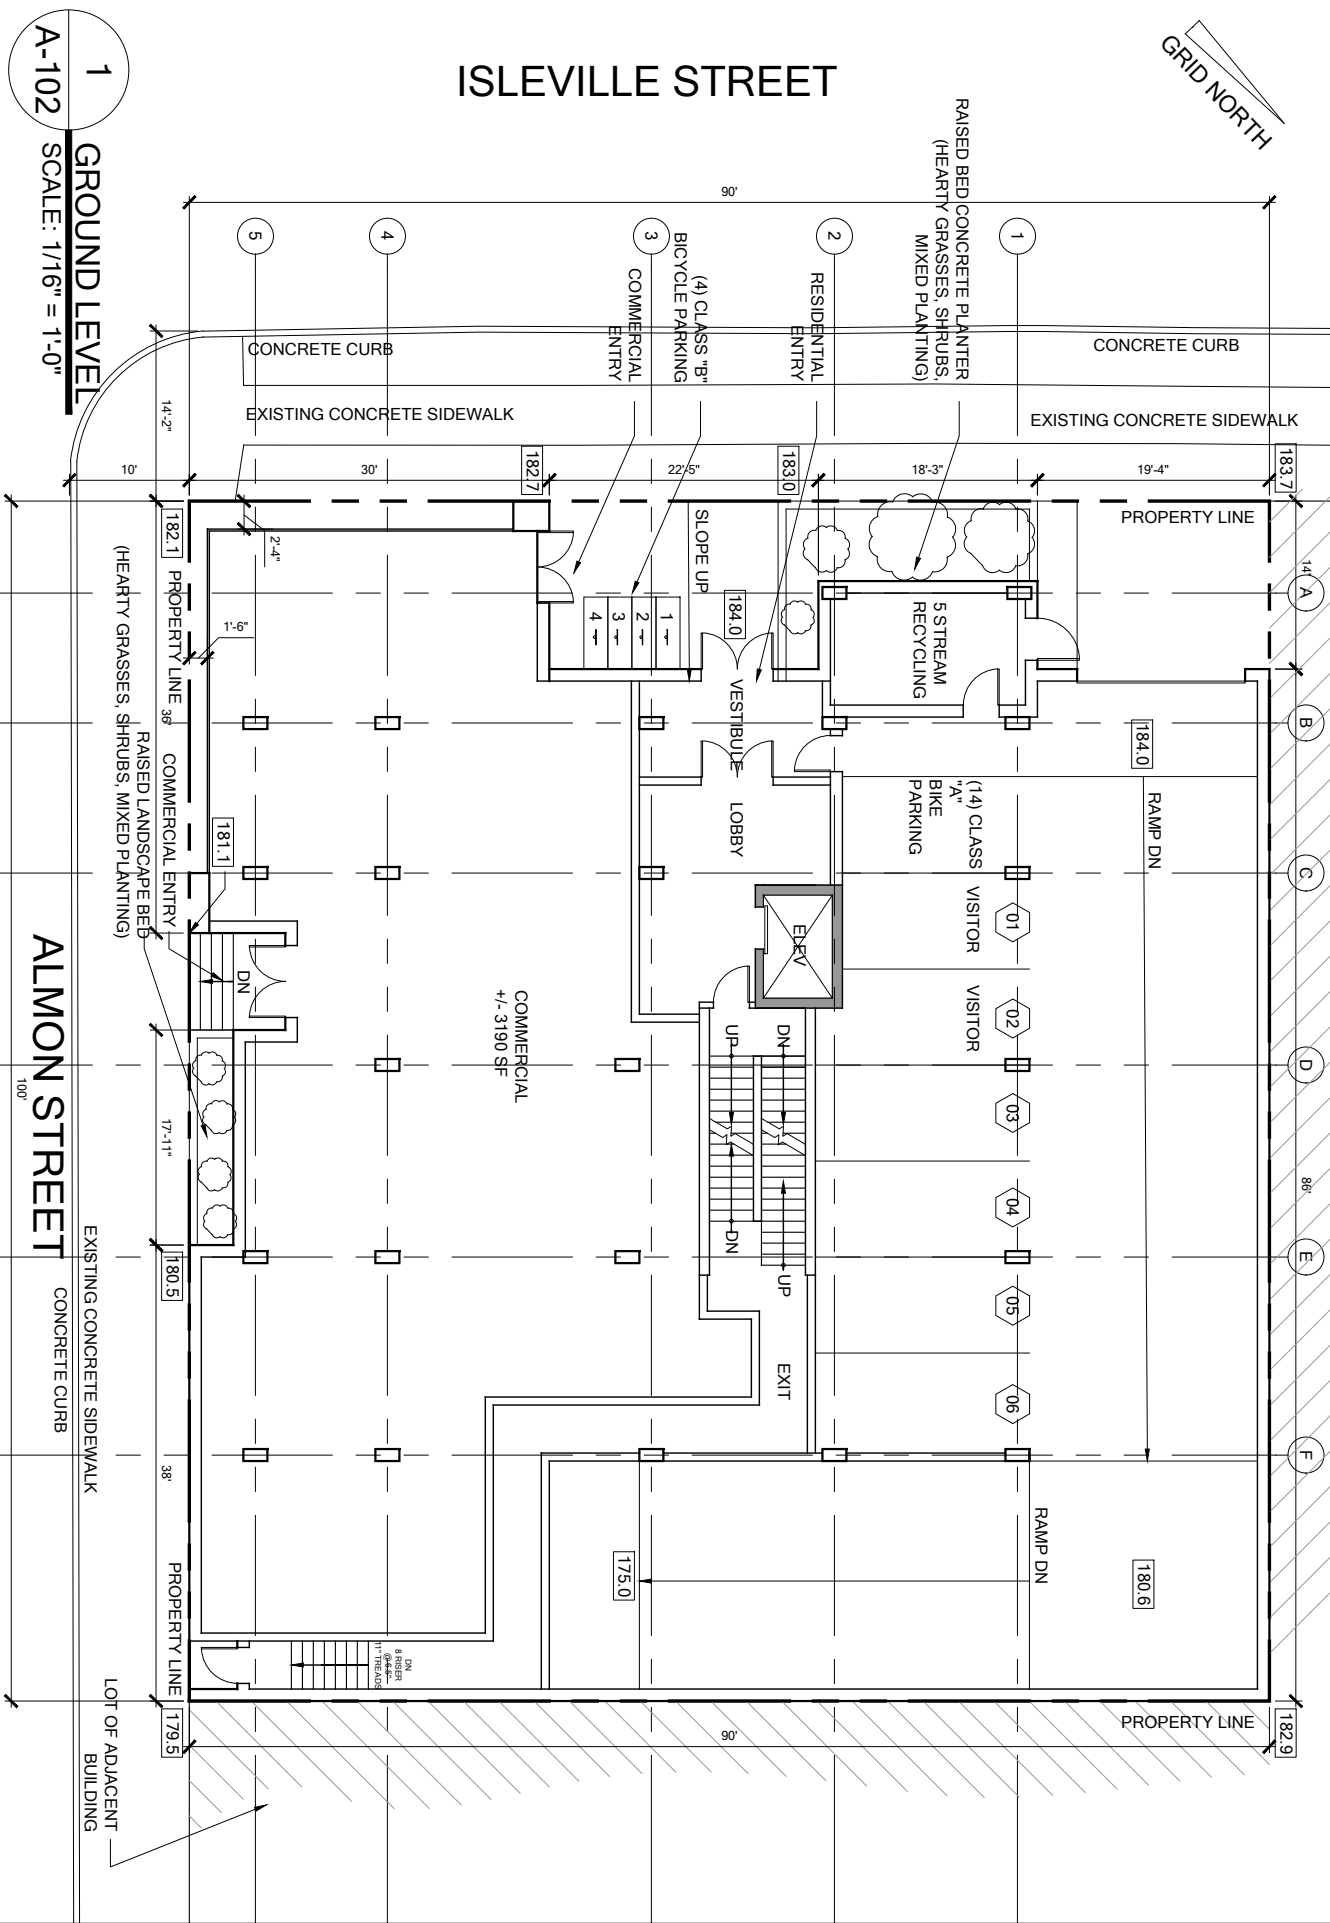 ISLEVILLE STREET
GRID NORTH
1
A-102
GROUND LEVEL
SCALE: 1/16" = 1'-0"
90'
5
4
3
2
1
RAISED BED CONCRETE PLANTER
(HEARTY GRASSES, SHRUBS,
MIXED PLANTING)
RESIDENTIAL
ENTRY
(4) CLASS "B"
BICYCLE PARKING
COMMERCIAL
ENTRY
CONCRETE CURB
CONCRETE CURB
EXISTING CONCRETE SIDEWALK
EXISTING CONCRETE SIDEWALK
14'-2"
10'
30'
182.7
22'-5"
183.0
18'-3"
19'-4"
183.7
182.1
2'-4"
1'-6"
SLOPE UP
PROPERTY LINE
14'
A
B
C
D
E
F
86'
184.0
1
2
3
4
5 STREAM
RECYCLING
VESTIBULE
LOBBY
184.0
RAMP DN
(14) CLASS
"A"
BIKE
PARKING
VISITOR
VISITOR
01
02
03
04
05
06
ELEV
UP
DN
DN
UP
EXIT
COMMERCIAL
+/- 3190 SF
PROPERTY LINE
36'
COMMERCIAL ENTRY
RAISED LANDSCAPE BED
(HEARTY GRASSES, SHRUBS, MIXED PLANTING)
181.1
DN
17'-11"
180.5
38'
100'
ALMON STREET
EXISTING CONCRETE SIDEWALK
CONCRETE CURB
RAMP DN
175.0
180.6
DN
8 RISER
@6.5"
11" TREADS
PROPERTY LINE
179.5
90'
PROPERTY LINE
182.9
LOT OF ADJACENT
BUILDING